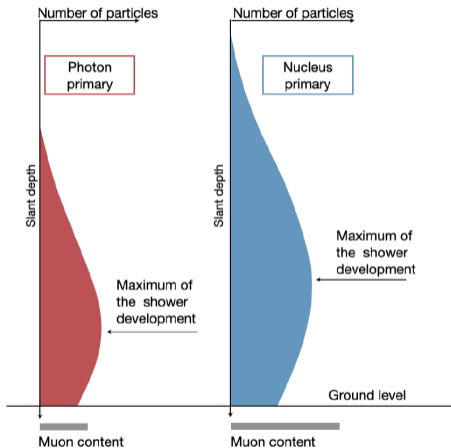 Number of particles
Number of particles
Photon
primary
Nucleus
primary
Slant depth
Slant depth
Maximum of
the shower
development
Maximum of
the shower
development
Ground level
Muon content
Muon content